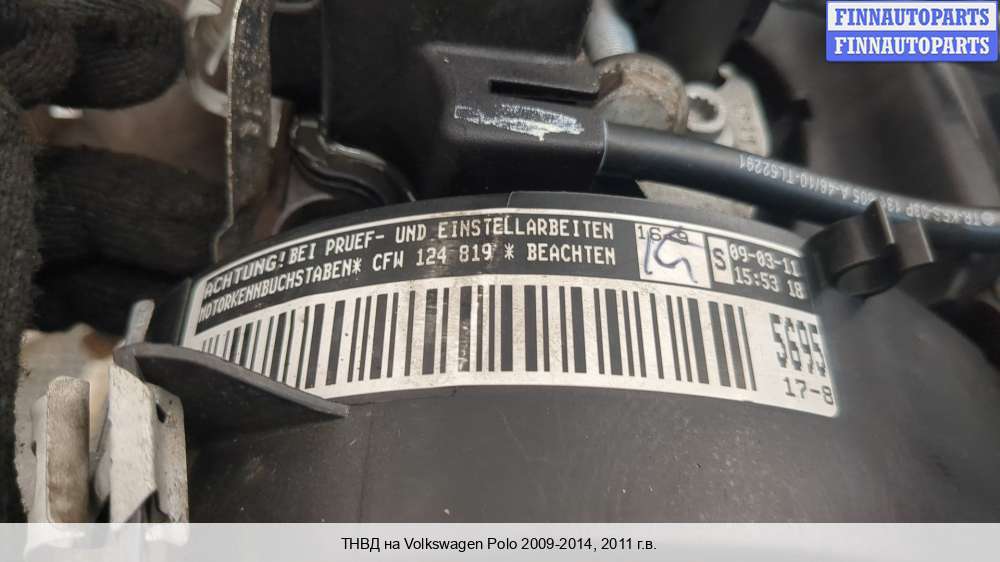 FINNAUTOPARTS
FINNAUTOPARTS
ACHTUNG! BEI PRUEF- UND EINSTELLARBEITEN
MOTORKENNBUCHSTABEN* CFW 124 819 * BEACHTEN
S
09-03-11
15:53 18
5695
17-8
ТНВД на Volkswagen Polo 2009-2014, 2011 г.в.